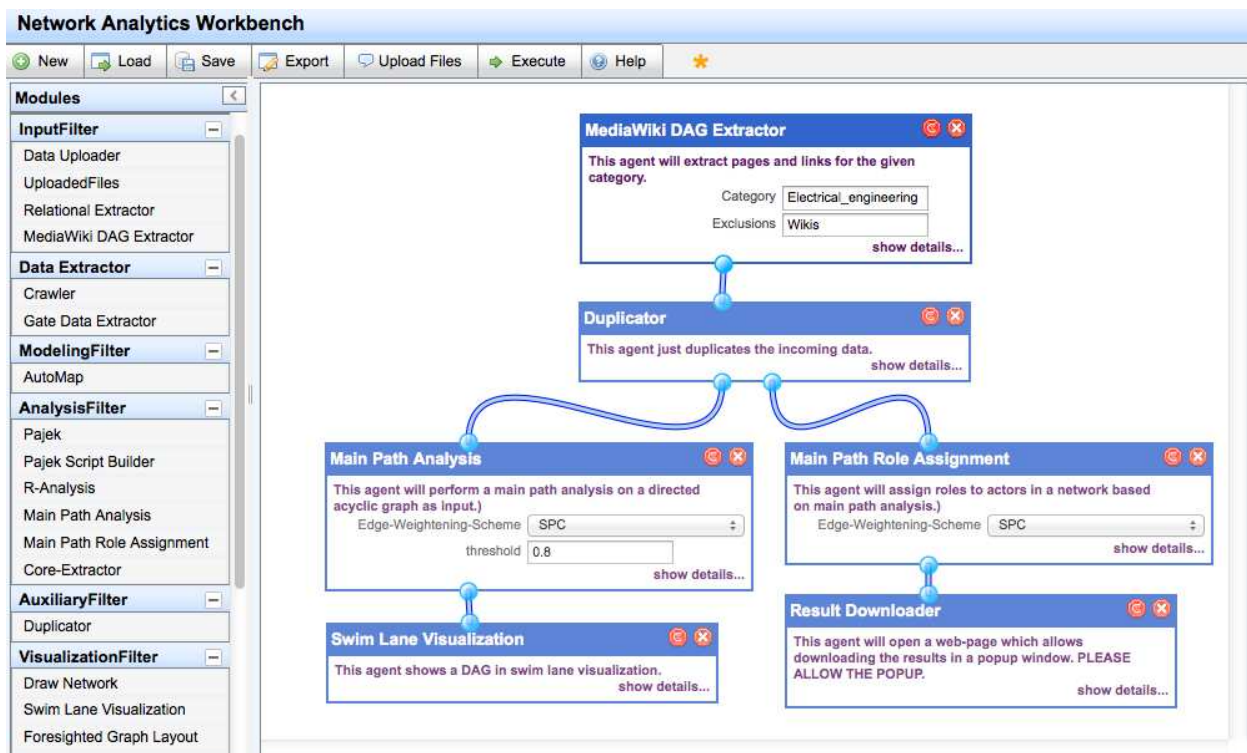 Network Analytics Workbench
New Load Save Export Upload Files Execute Help
Modules
InputFilter
Data Uploader
UploadedFiles
Relational Extractor
MediaWiki DAG Extractor
Data Extractor
Crawler
Gate Data Extractor
ModelingFilter
AutoMap
AnalysisFilter
Pajek
Pajek Script Builder
R-Analysis
Main Path Analysis
Main Path Role Assignment
Core-Extractor
AuxiliaryFilter
Duplicator
VisualizationFilter
Draw Network
Swim Lane Visualization
Foresighted Graph Layout
MediaWiki DAG Extractor
This agent will extract pages and links for the given
category.
Category Electrical_engineering
Exclusions Wikis
show details...
Duplicator
This agent just duplicates the incoming data.
show details...
Main Path Analysis
This agent will perform a main path analysis on a directed
acyclic graph as input.)
Edge-Weightening-Scheme SPC
threshold 0.8
show details...
Main Path Role Assignment
This agent will assign roles to actors in a network based
on main path analysis.)
Edge-Weightening-Scheme SPC
show details...
Swim Lane Visualization
This agent shows a DAG in swim lane visualization.
show details...
Result Downloader
This agent will open a web-page which allows
downloading the results in a popup window. PLEASE
ALLOW THE POPUP.
show details...